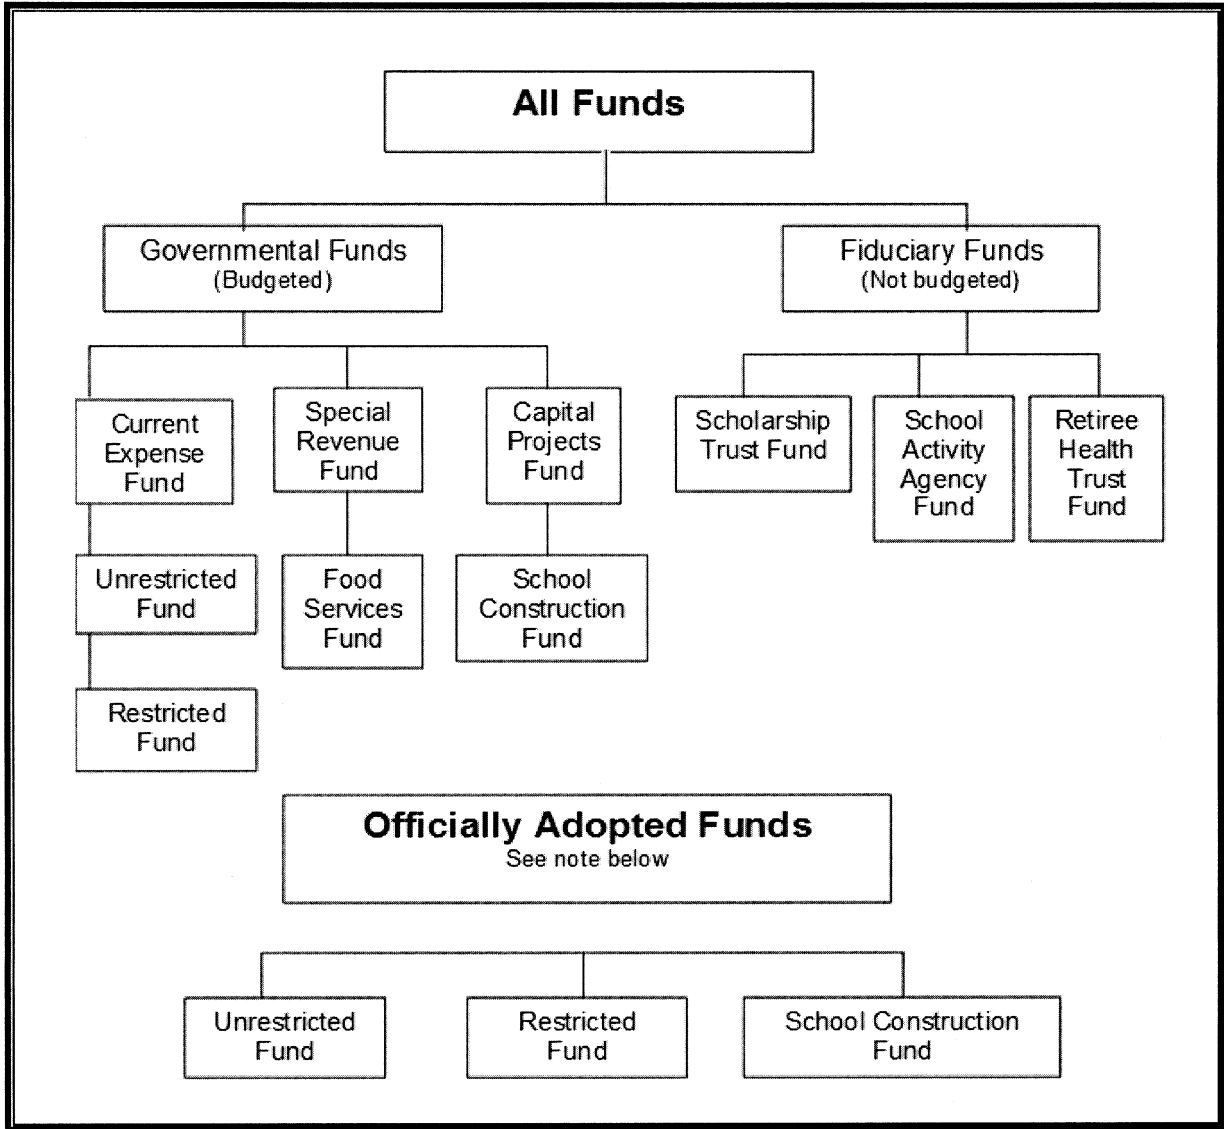 All Funds
Governmental Funds
(Budgeted)
Fiduciary Funds
(Not budgeted)
Current
Expense
Fund
Special
Revenue
Fund
Capital
Projects
Fund
Scholarship
Trust Fund
School
Activity
Agency
Fund
Retiree
Health
Trust
Fund
Unrestricted
Fund
Food
Services
Fund
School
Construction
Fund
Restricted
Fund
Officially Adopted Funds
See note below
Unrestricted
Fund
Restricted
Fund
School Construction
Fund